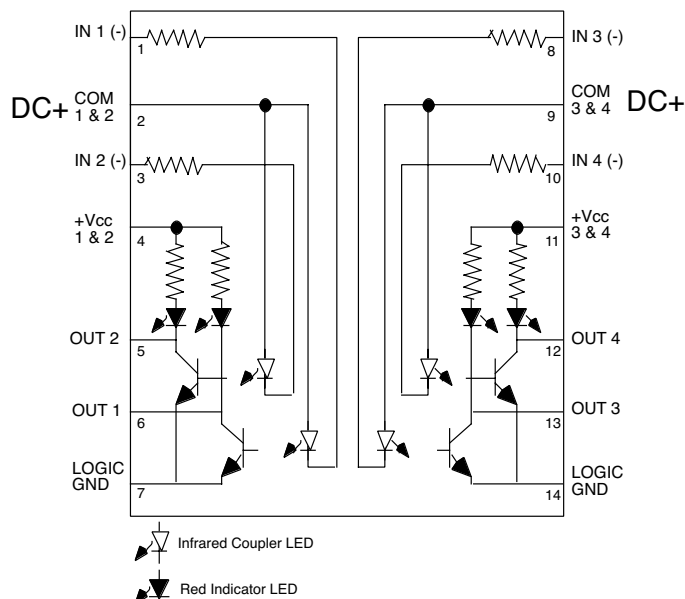 IN 1 (-)
1
DC+
COM
1 & 2
2
IN 2 (-)
3
+Vcc
1 & 2
4
OUT 2
5
OUT 1
6
LOGIC
GND
7
IN 3 (-)
8
COM
3 & 4
DC+
9
IN 4 (-)
10
+Vcc
3 & 4
11
OUT 4
12
OUT 3
13
LOGIC
GND
14
Infrared Coupler LED
Red Indicator LED